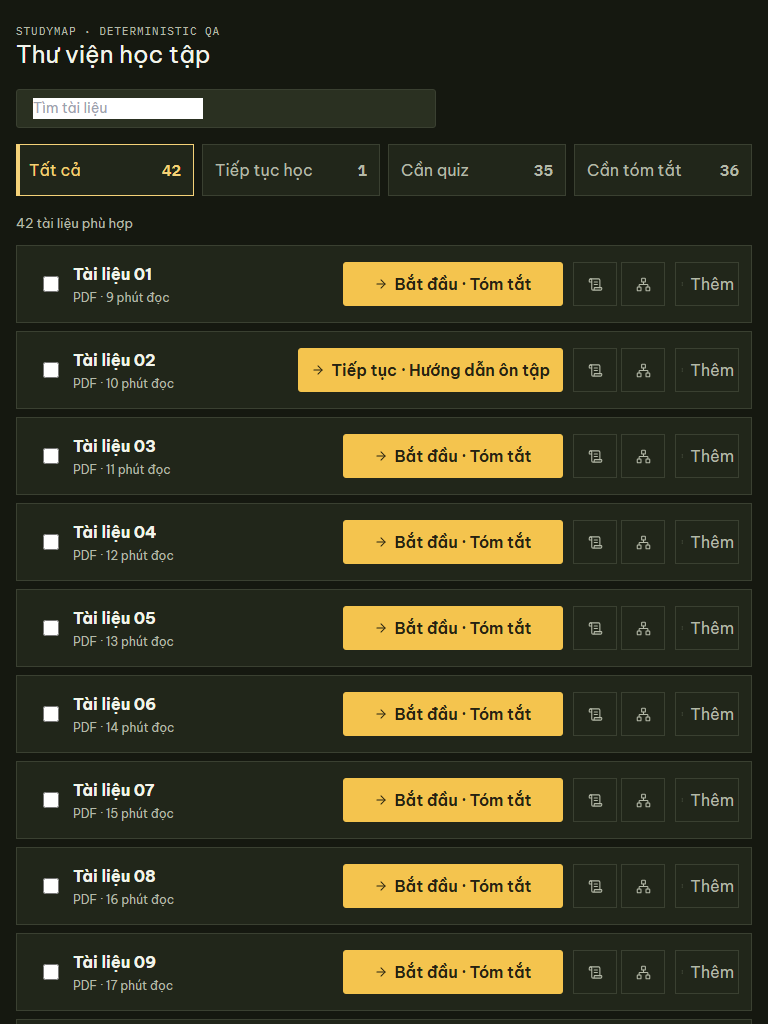 STUDYMAP · DETERMINISTIC QA
Thư viện học tập
Tìm tài liệu
Tất cả 42
Tiếp tục học 1
Cần quiz 35
Cần tóm tắt 36
42 tài liệu phù hợp
Tài liệu 01
PDF · 9 phút đọc
→ Bắt đầu · Tóm tắt
Thêm
Tài liệu 02
PDF · 10 phút đọc
→ Tiếp tục · Hướng dẫn ôn tập
Thêm
Tài liệu 03
PDF · 11 phút đọc
→ Bắt đầu · Tóm tắt
Thêm
Tài liệu 04
PDF · 12 phút đọc
→ Bắt đầu · Tóm tắt
Thêm
Tài liệu 05
PDF · 13 phút đọc
→ Bắt đầu · Tóm tắt
Thêm
Tài liệu 06
PDF · 14 phút đọc
→ Bắt đầu · Tóm tắt
Thêm
Tài liệu 07
PDF · 15 phút đọc
→ Bắt đầu · Tóm tắt
Thêm
Tài liệu 08
PDF · 16 phút đọc
→ Bắt đầu · Tóm tắt
Thêm
Tài liệu 09
PDF · 17 phút đọc
→ Bắt đầu · Tóm tắt
Thêm